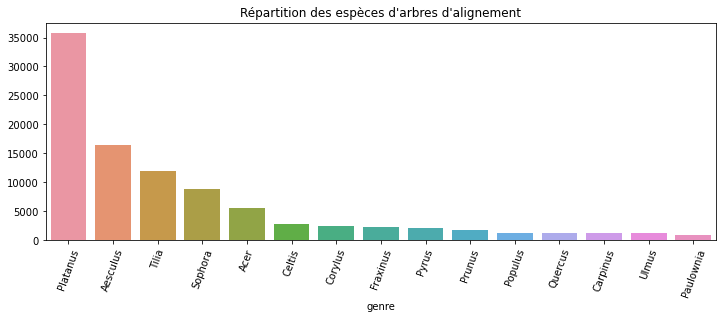 Répartition des espèces d'arbres d'alignement
35000
30000
25000
20000
15000
10000
5000
0
Platanus
Aesculus
Tilia
Sophora
Acer
Celtis
Corylus
Fraxinus
Pyrus
Prunus
Populus
Quercus
Carpinus
Ulmus
Paulownia
genre